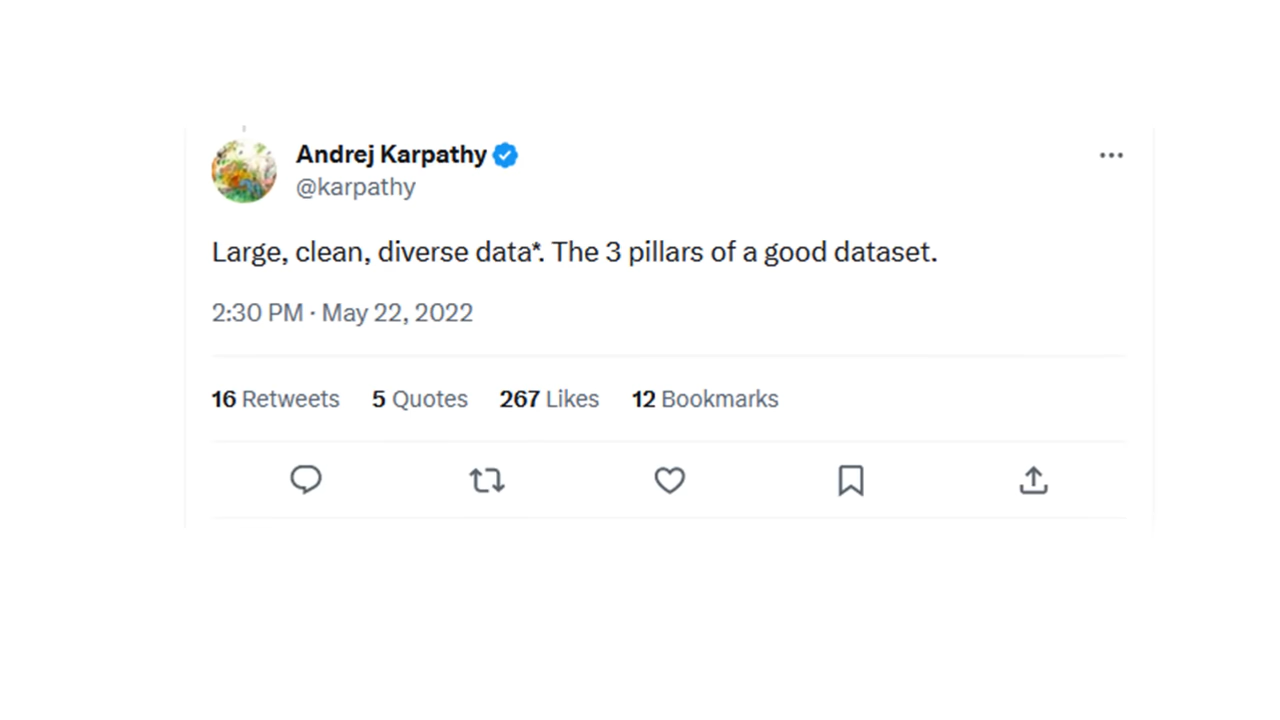 Andrej Karpathy
@karpathy
Large, clean, diverse data*. The 3 pillars of a good dataset.
2:30 PM · May 22, 2022
16 Retweets 5 Quotes 267 Likes 12 Bookmarks